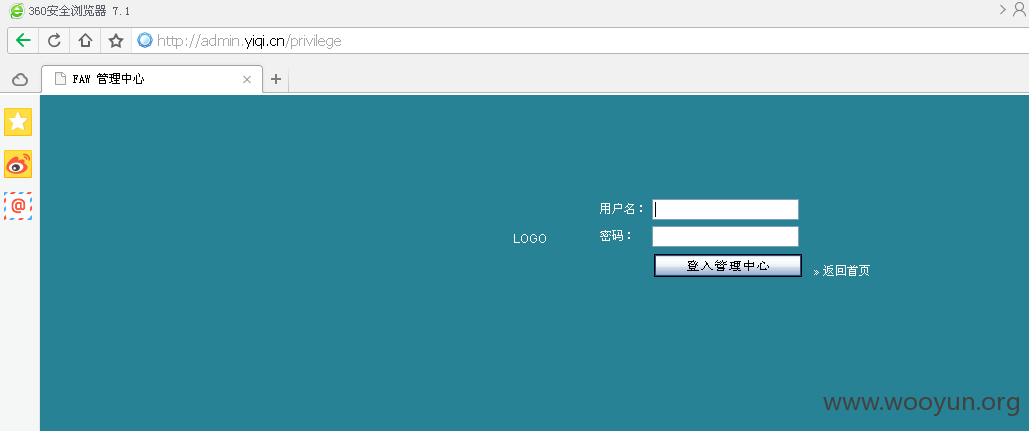 360安全浏览器 7.1
http://admin.yiqi.cn/privilege
FAW 管理中心
用户名：
LOGO
密码：
登入管理中心
» 返回首页
www.wooyun.org